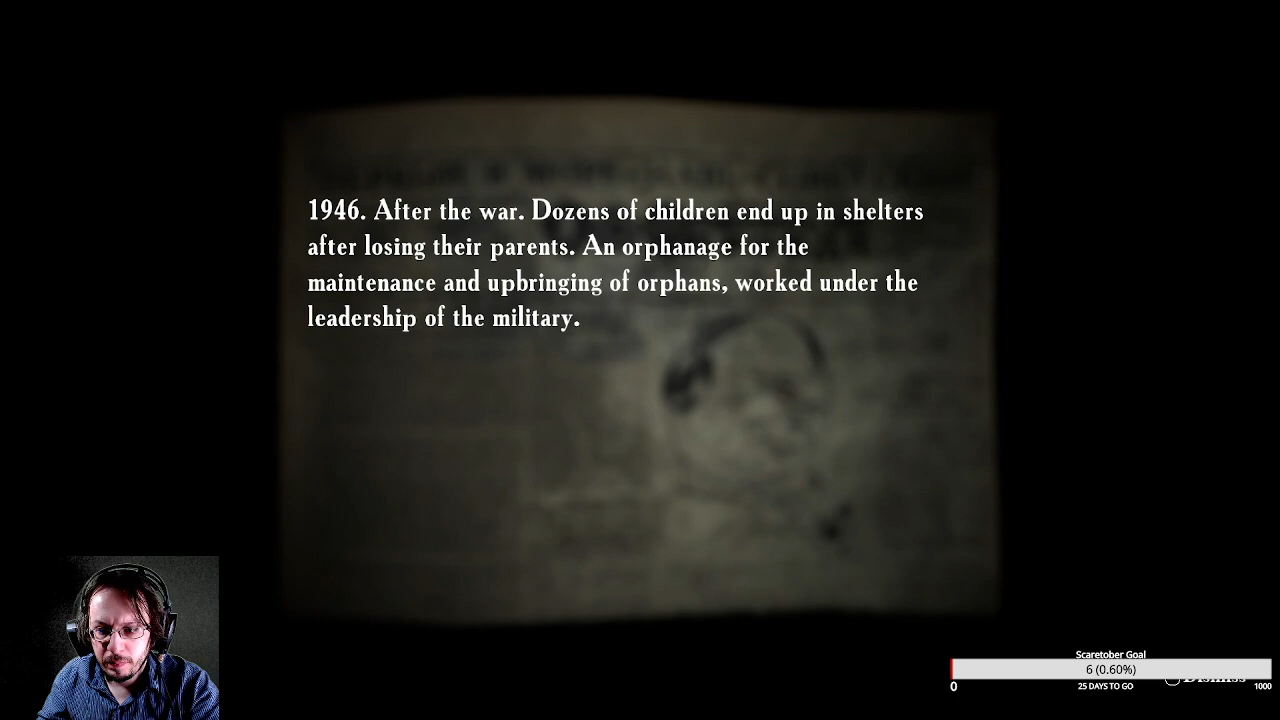 1946. After the war. Dozens of children end up in shelters
after losing their parents. An orphanage for the
maintenance and upbringing of orphans, worked under the
leadership of the military.
Scaretober Goal
6 (0.60%)
0
25 DAYS TO GO
1000